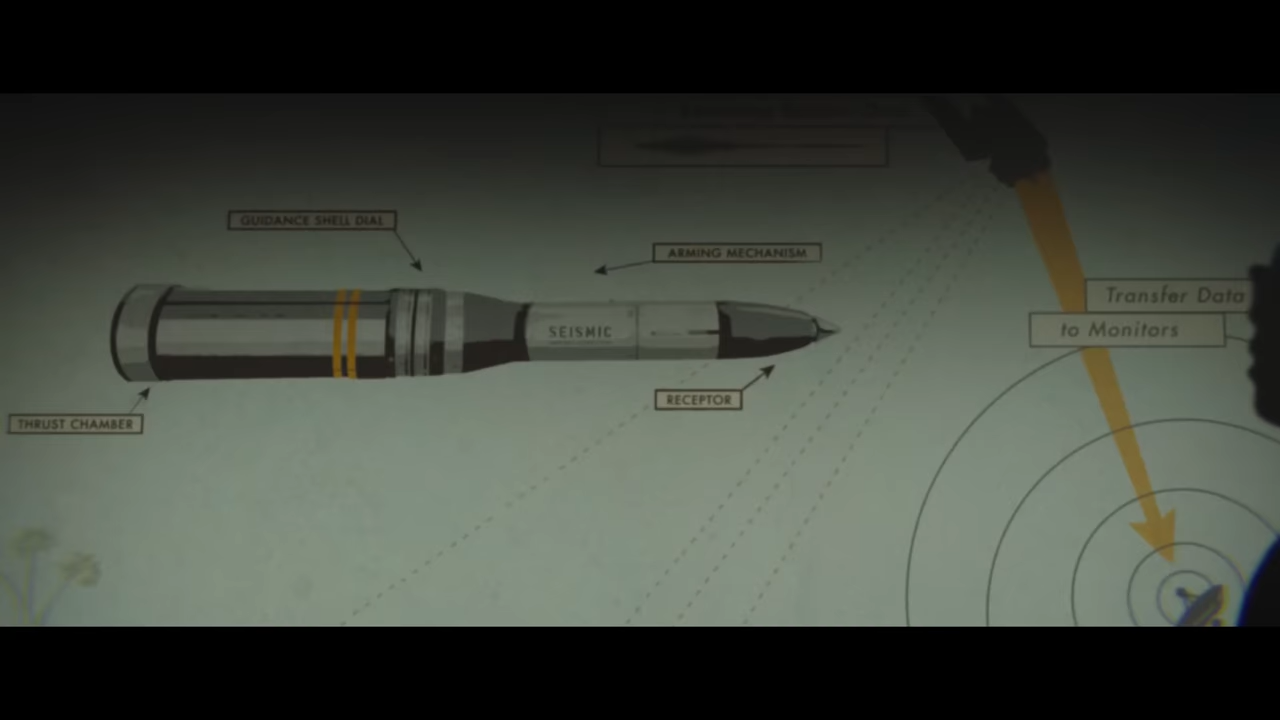 GUIDANCE SHELL DIAL
ARMING MECHANISM
Transfer Data
to Monitors
SEISMIC
RECEPTOR
THRUST CHAMBER